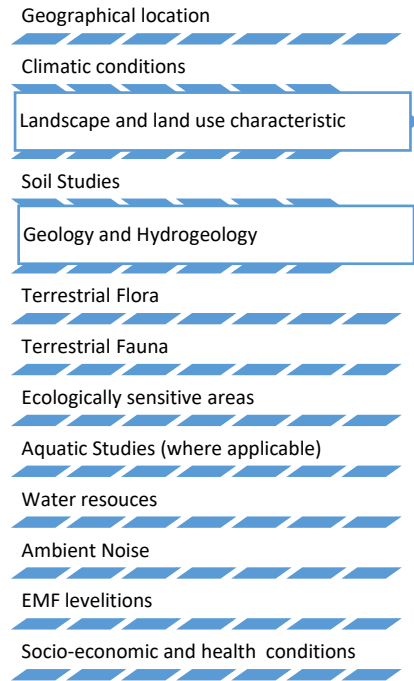 Geographical location
Climatic conditions
Landscape and land use characteristic
Soil Studies
Geology and Hydrogeology
Terrestrial Flora
Terrestrial Fauna
Ecologically sensitive areas
Aquatic Studies (where applicable)
Water resouces
Ambient Noise
EMF levelitions
Socio-economic and health conditions